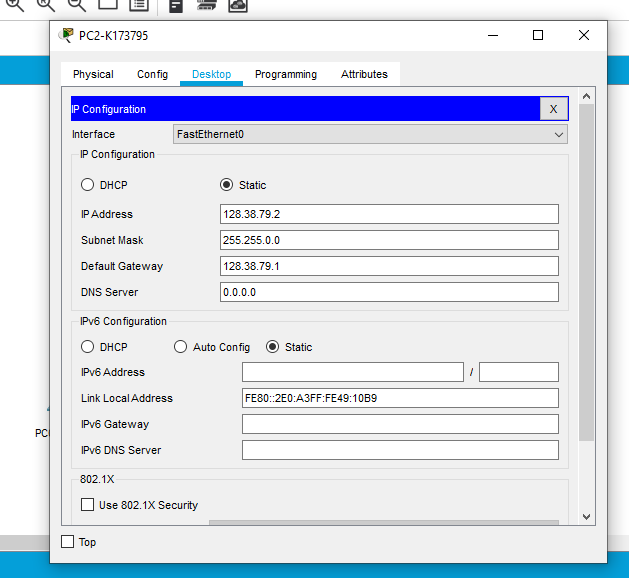 PC2-K173795
Physical Config Desktop Programming Attributes
IP Configuration X
Interface FastEthernet0
IP Configuration
DHCP Static
IP Address 128.38.79.2
Subnet Mask 255.255.0.0
Default Gateway 128.38.79.1
DNS Server 0.0.0.0
IPv6 Configuration
DHCP Auto Config Static
IPv6 Address /
Link Local Address FE80::2E0:A3FF:FE49:10B9
IPv6 Gateway
IPv6 DNS Server
802.1X
Use 802.1X Security
Top